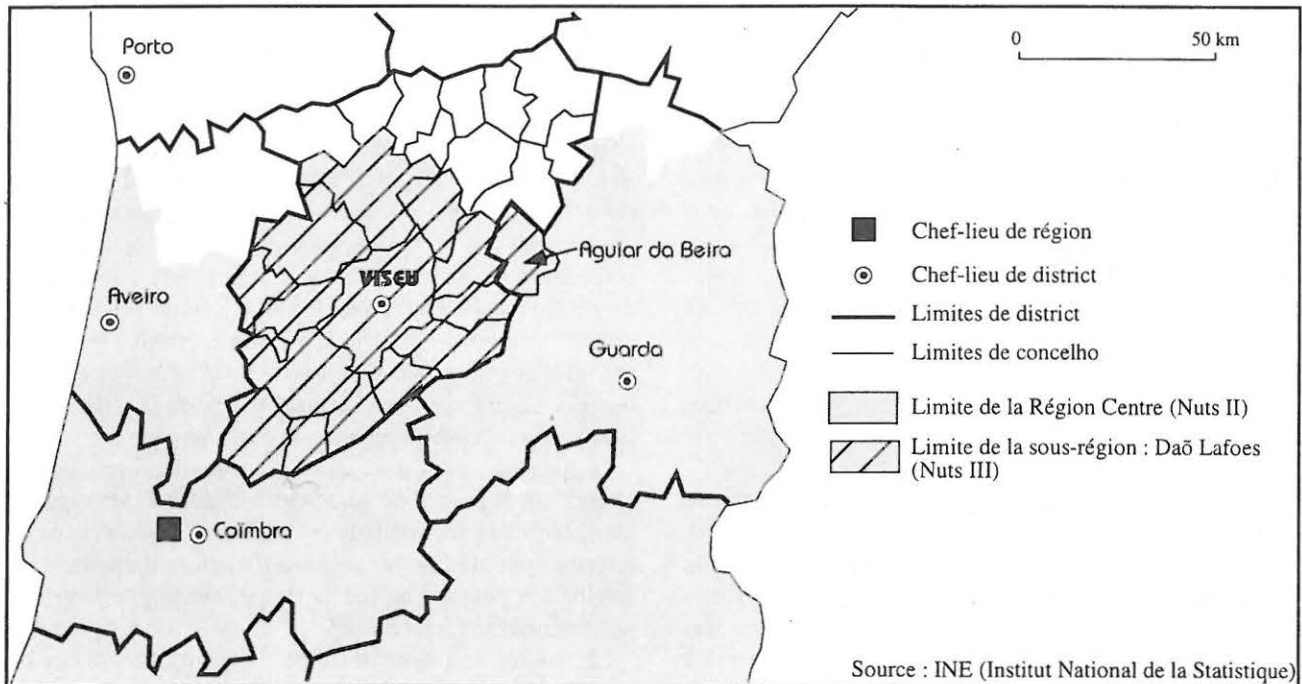 Porto
0 50 km
Aguiar da Beira
VISEU
Aveiro
Guarda
Coïmbra
Chef-lieu de région
Chef-lieu de district
Limites de district
Limites de concelho
Limite de la Région Centre (Nuts II)
Limite de la sous-région : Daõ Lafoes
(Nuts III)
Source : INE (Institut National de la Statistique)